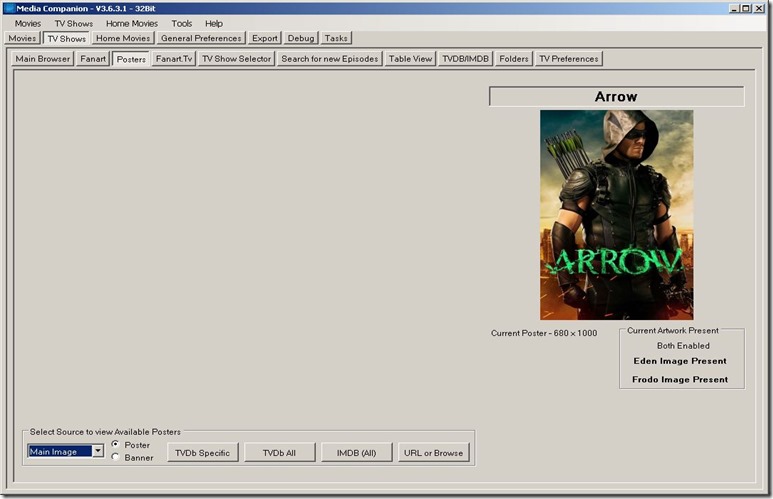 Media Companion - V3.6.3.1 - 32Bit
Movies TV Shows Home Movies Tools Help
Movies TV Shows Home Movies General Preferences Export Debug Tasks
Main Browser Fanart Posters Fanart.Tv TV Show Selector Search for new Episodes Table View TVDB/IMDB Folders TV Preferences
Arrow
ARROW
Current Poster - 680 x 1000
Current Artwork Present
Both Enabled
Eden Image Present
Frodo Image Present
Select Source to view Available Posters
Main Image
Poster
Banner
TVDb Specific TVDb All IMDB (All) URL or Browse